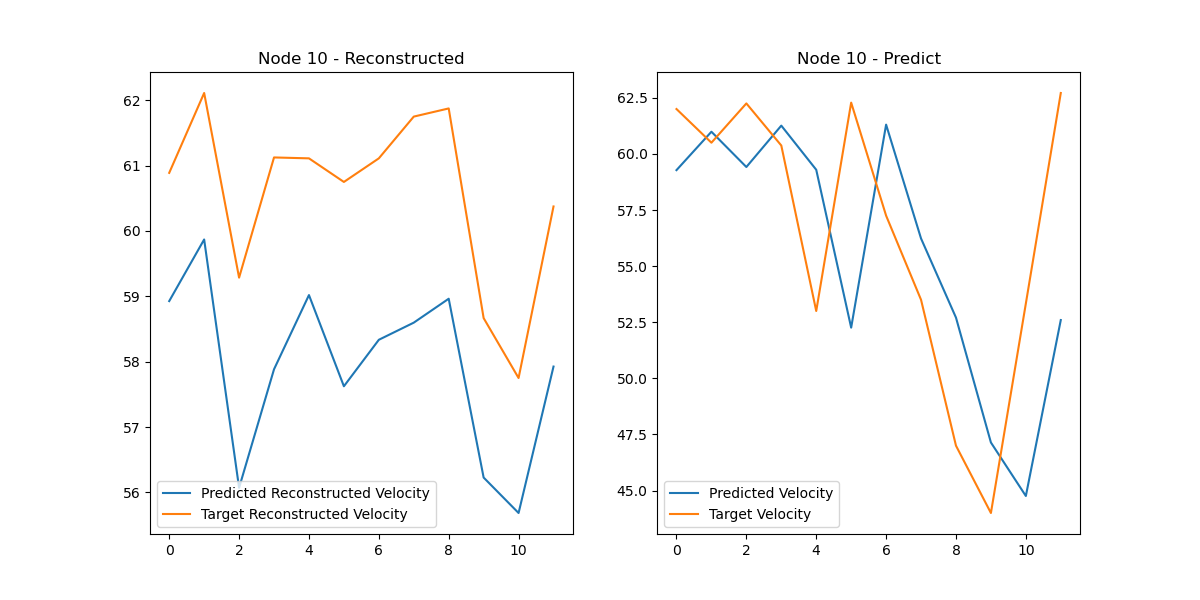 Node 10 - Reconstructed
62
61
60
59
58
57
56
0 2 4 6 8 10
Predicted Reconstructed Velocity
Target Reconstructed Velocity
Node 10 - Predict
62.5
60.0
57.5
55.0
52.5
50.0
47.5
45.0
0 2 4 6 8 10
Predicted Velocity
Target Velocity